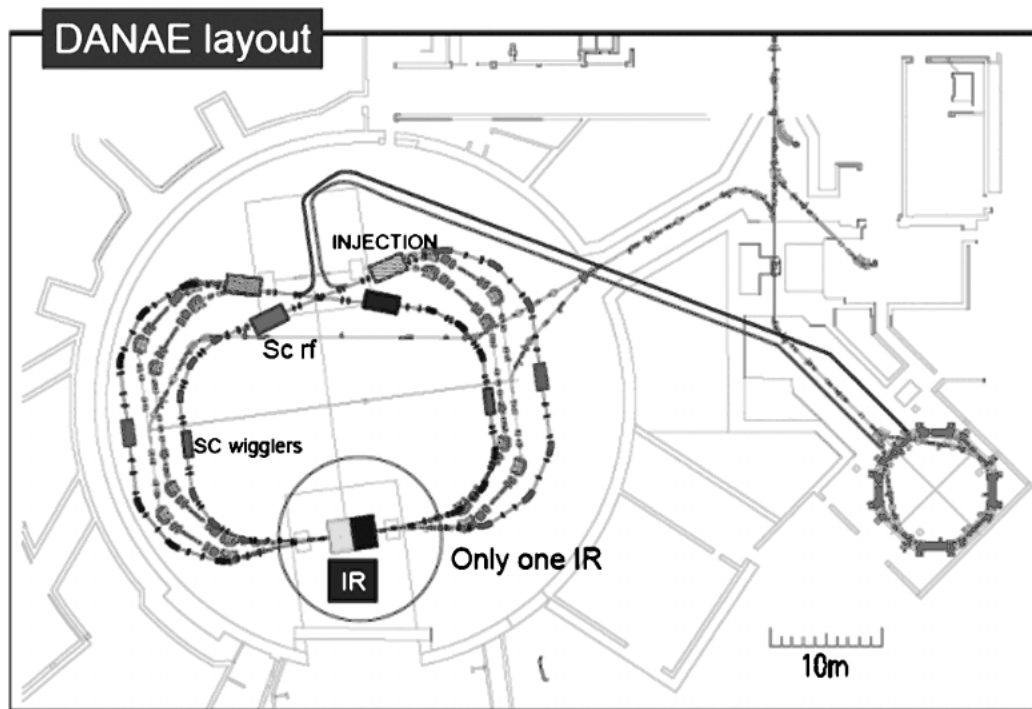 DANAE layout
INJECTION
Sc rf
SC wigglers
Only one IR
IR
10m